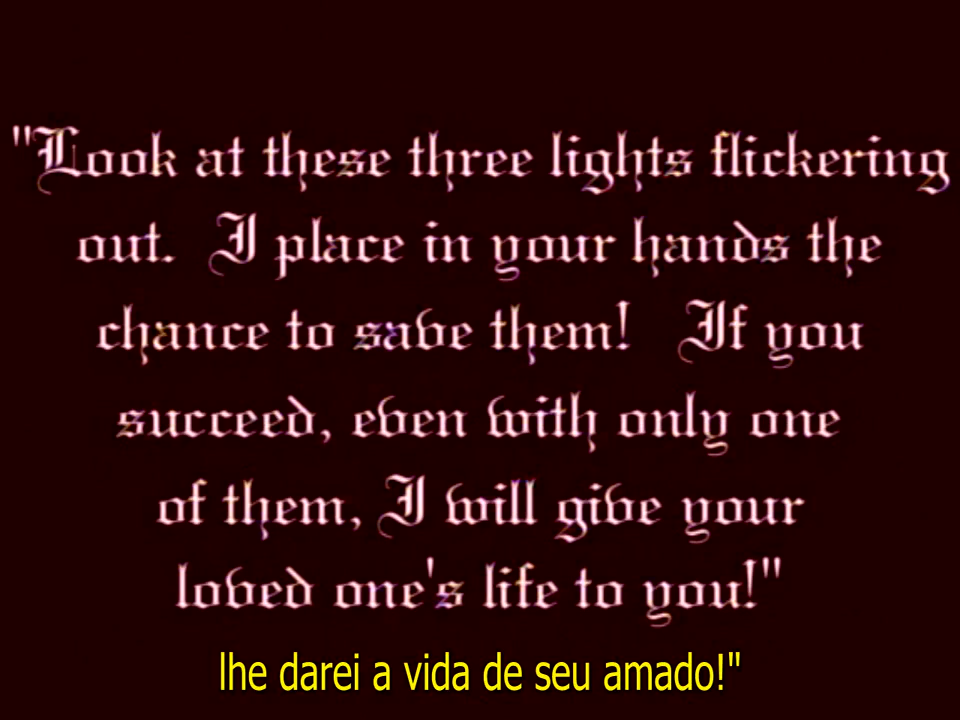 "Look at these three lights flickering
out. I place in your hands the
chance to save them! If you
succeed, even with only one
of them, I will give your
loved one's life to you!"
lhe darei a vida de seu amado!"